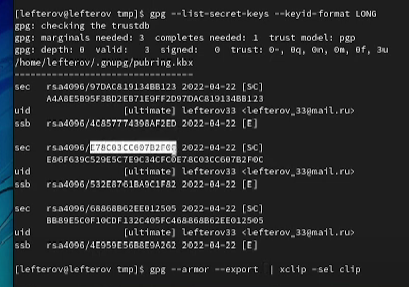 [lefterov@lefterov tmp]$ gpg --list-secret-keys --keyid-format LONG
gpg: checking the trustdb
gpg: marginals needed: 3 completes needed: 1 trust model: pgp
gpg: depth: 0 valid: 3 signed: 0 trust: 0-, 0q, 0n, 0m, 0f, 3u
/home/lefterov/.gnupg/pubring.kbx
---------------------------------
sec rsa4096/97DAC819134BB123 2022-04-22 [SC]
A4A8E5B95F3BD2EB71E9FF2D97DAC819134BB123
uid [ultimate] lefterov33 <lefterov_33@mail.ru>
ssb rsa4096/4C857774398AF2ED 2022-04-22 [E]
sec rsa4096/E78C03CC607B2F0C 2022-04-22 [SC]
E86F639C529E5C7E9C34CFC0E78C03CC607B2F0C
uid [ultimate] lefterov33 <lefterov_33@mail.ru>
ssb rsa4096/532E8761BA9C1F82 2022-04-22 [E]
sec rsa4096/68868B62EE012505 2022-04-22 [SC]
BB89E5C0F10CDF132C405FC468868B62EE012505
uid [ultimate] lefterov33 <lefterov_33@mail.ru>
ssb rsa4096/4E959E56B8E9A262 2022-04-22 [E]
[lefterov@lefterov tmp]$ gpg --armor --export | xclip -sel clip